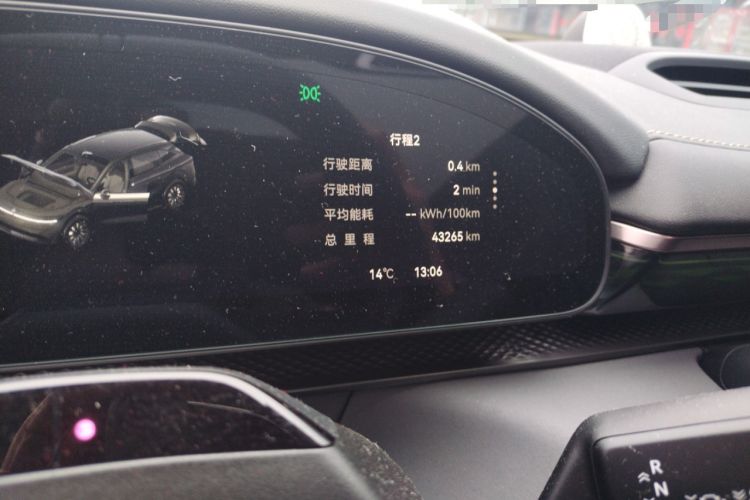 行程2
行驶距离 0.4 km
行驶时间 2 min
平均能耗 -- kWh/100km
总里程 43265 km
14℃ 13:06
R
N